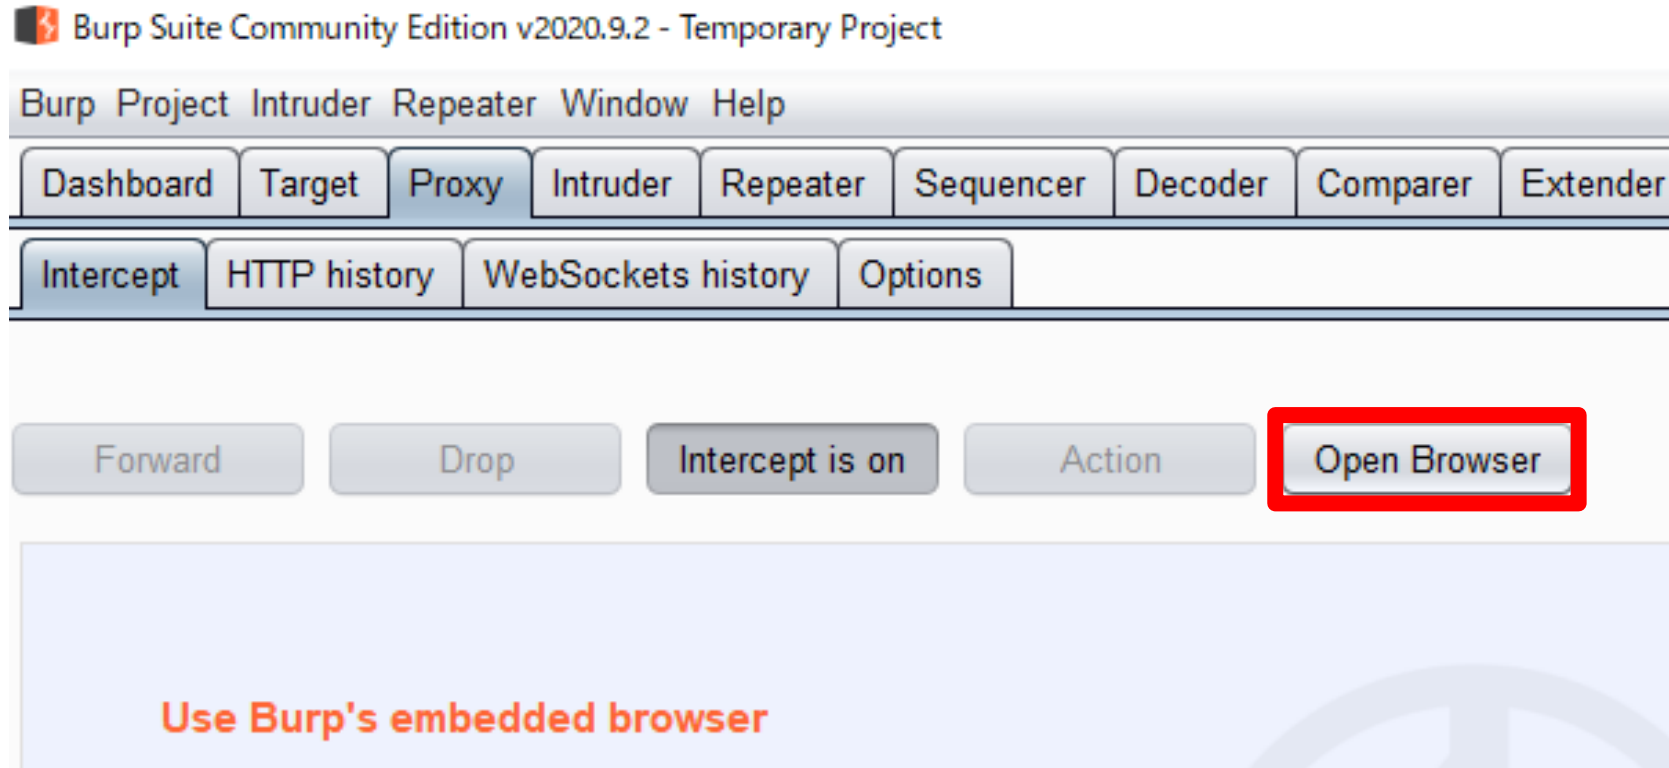 Burp Suite Community Edition v2020.9.2 - Temporary Project
Burp Project Intruder Repeater Window Help
Dashboard Target Proxy Intruder Repeater Sequencer Decoder Comparer Extender
Intercept HTTP history WebSockets history Options
Forward Drop Intercept is on Action Open Browser
Use Burp's embedded browser